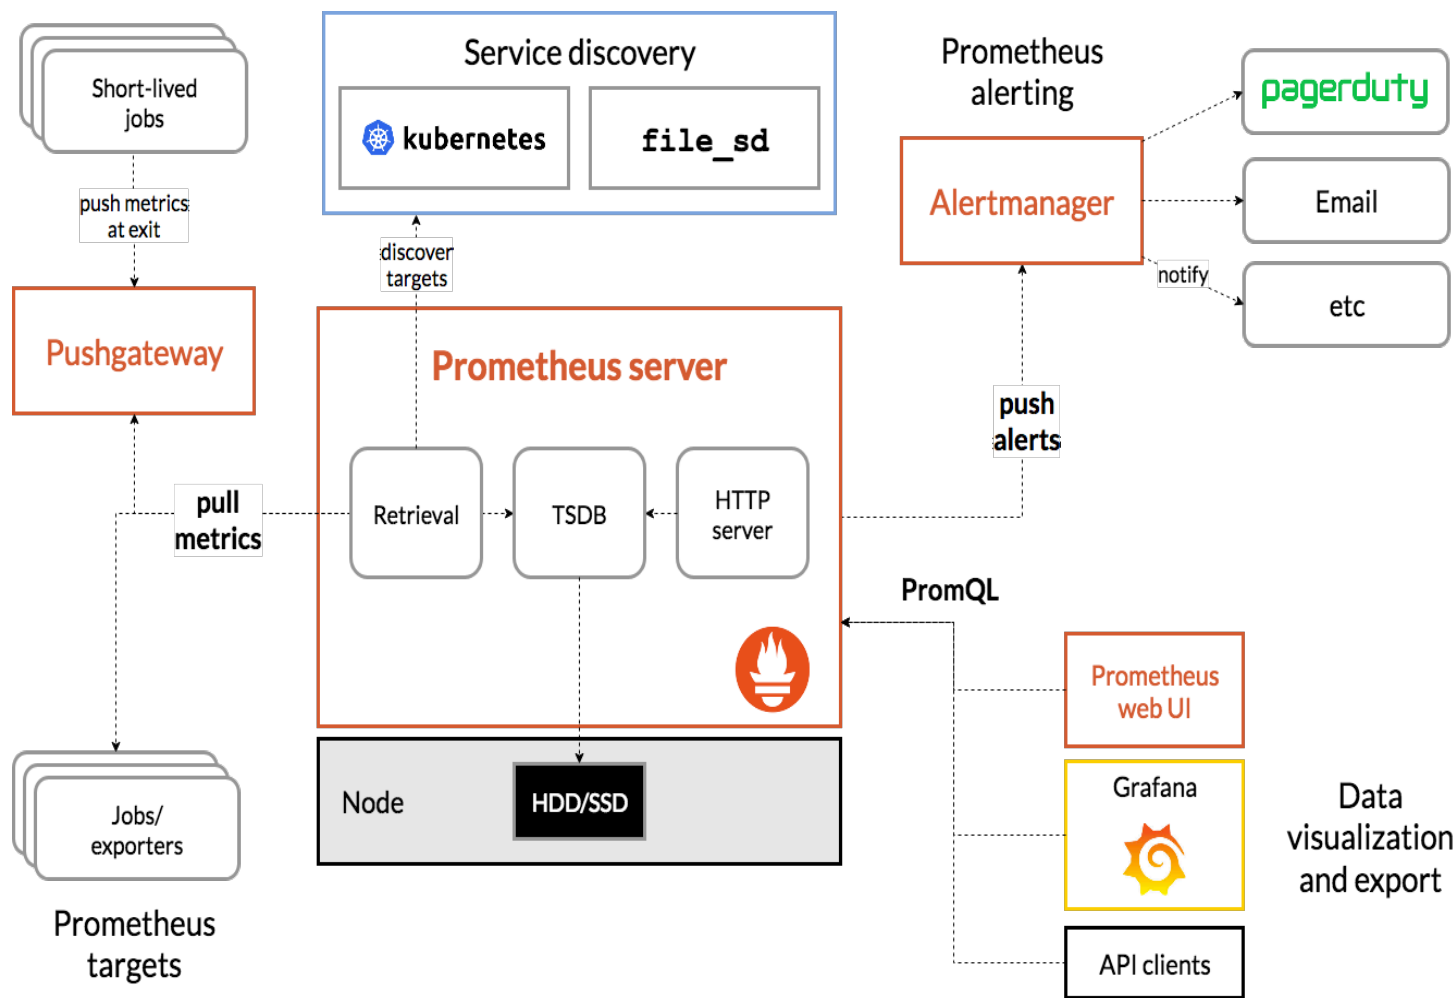 Short-lived
jobs
push metrics
at exit
Pushgateway
pull
metrics
Jobs/
exporters
Prometheus
targets
Service discovery
kubernetes
file_sd
discover
targets
Prometheus server
Retrieval
TSDB
HTTP
server
Node
HDD/SSD
Prometheus
alerting
Alertmanager
pagerduty
Email
notify
etc
push
alerts
PromQL
Prometheus
web UI
Grafana
API clients
Data
visualization
and export